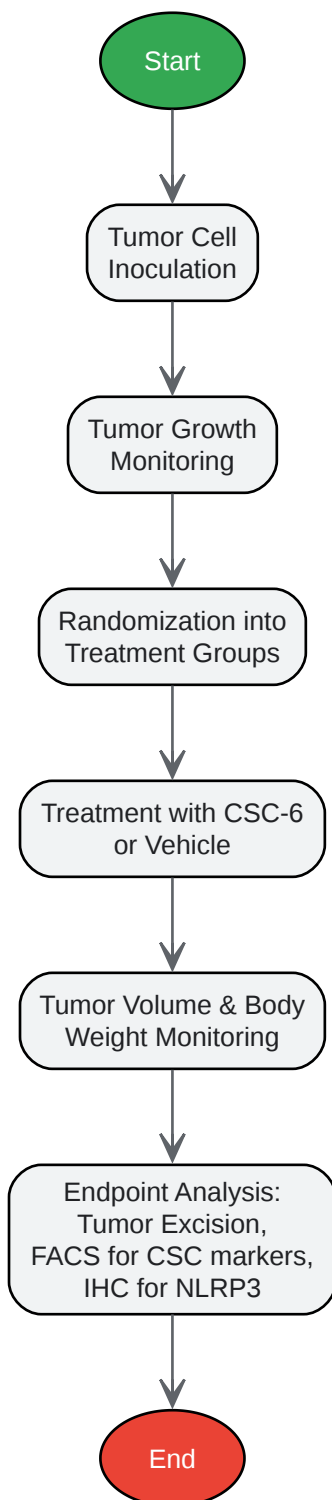 Start
Tumor Cell
Inoculation
Tumor Growth
Monitoring
Randomization into
Treatment Groups
Treatment with CSC-6
or Vehicle
Tumor Volume & Body
Weight Monitoring
Endpoint Analysis:
Tumor Excision,
FACS for CSC markers,
IHC for NLRP3
End